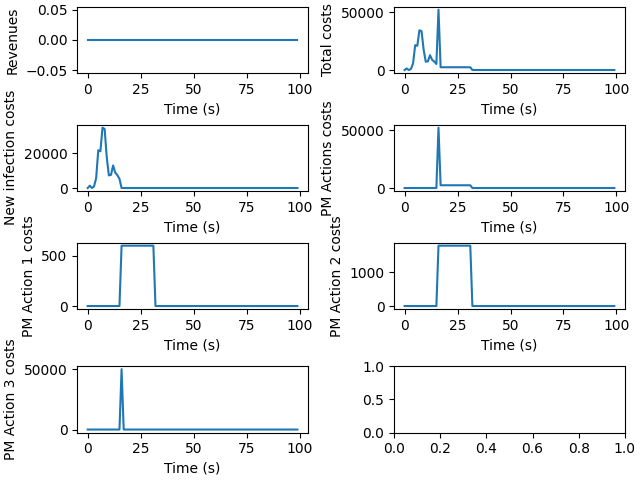 Revenues
0.05
0.00
−0.05
0 25 50 75 100
Time (s)
Total costs
50000
0
0 25 50 75 100
Time (s)
New infection costs
20000
0
0 25 50 75 100
Time (s)
PM Actions costs
50000
0
0 25 50 75 100
Time (s)
PM Action 1 costs
500
0
0 25 50 75 100
Time (s)
PM Action 2 costs
1000
0
0 25 50 75 100
Time (s)
PM Action 3 costs
50000
0
0 25 50 75 100
Time (s)
1.0
0.5
0.0
0.0 0.2 0.4 0.6 0.8 1.0